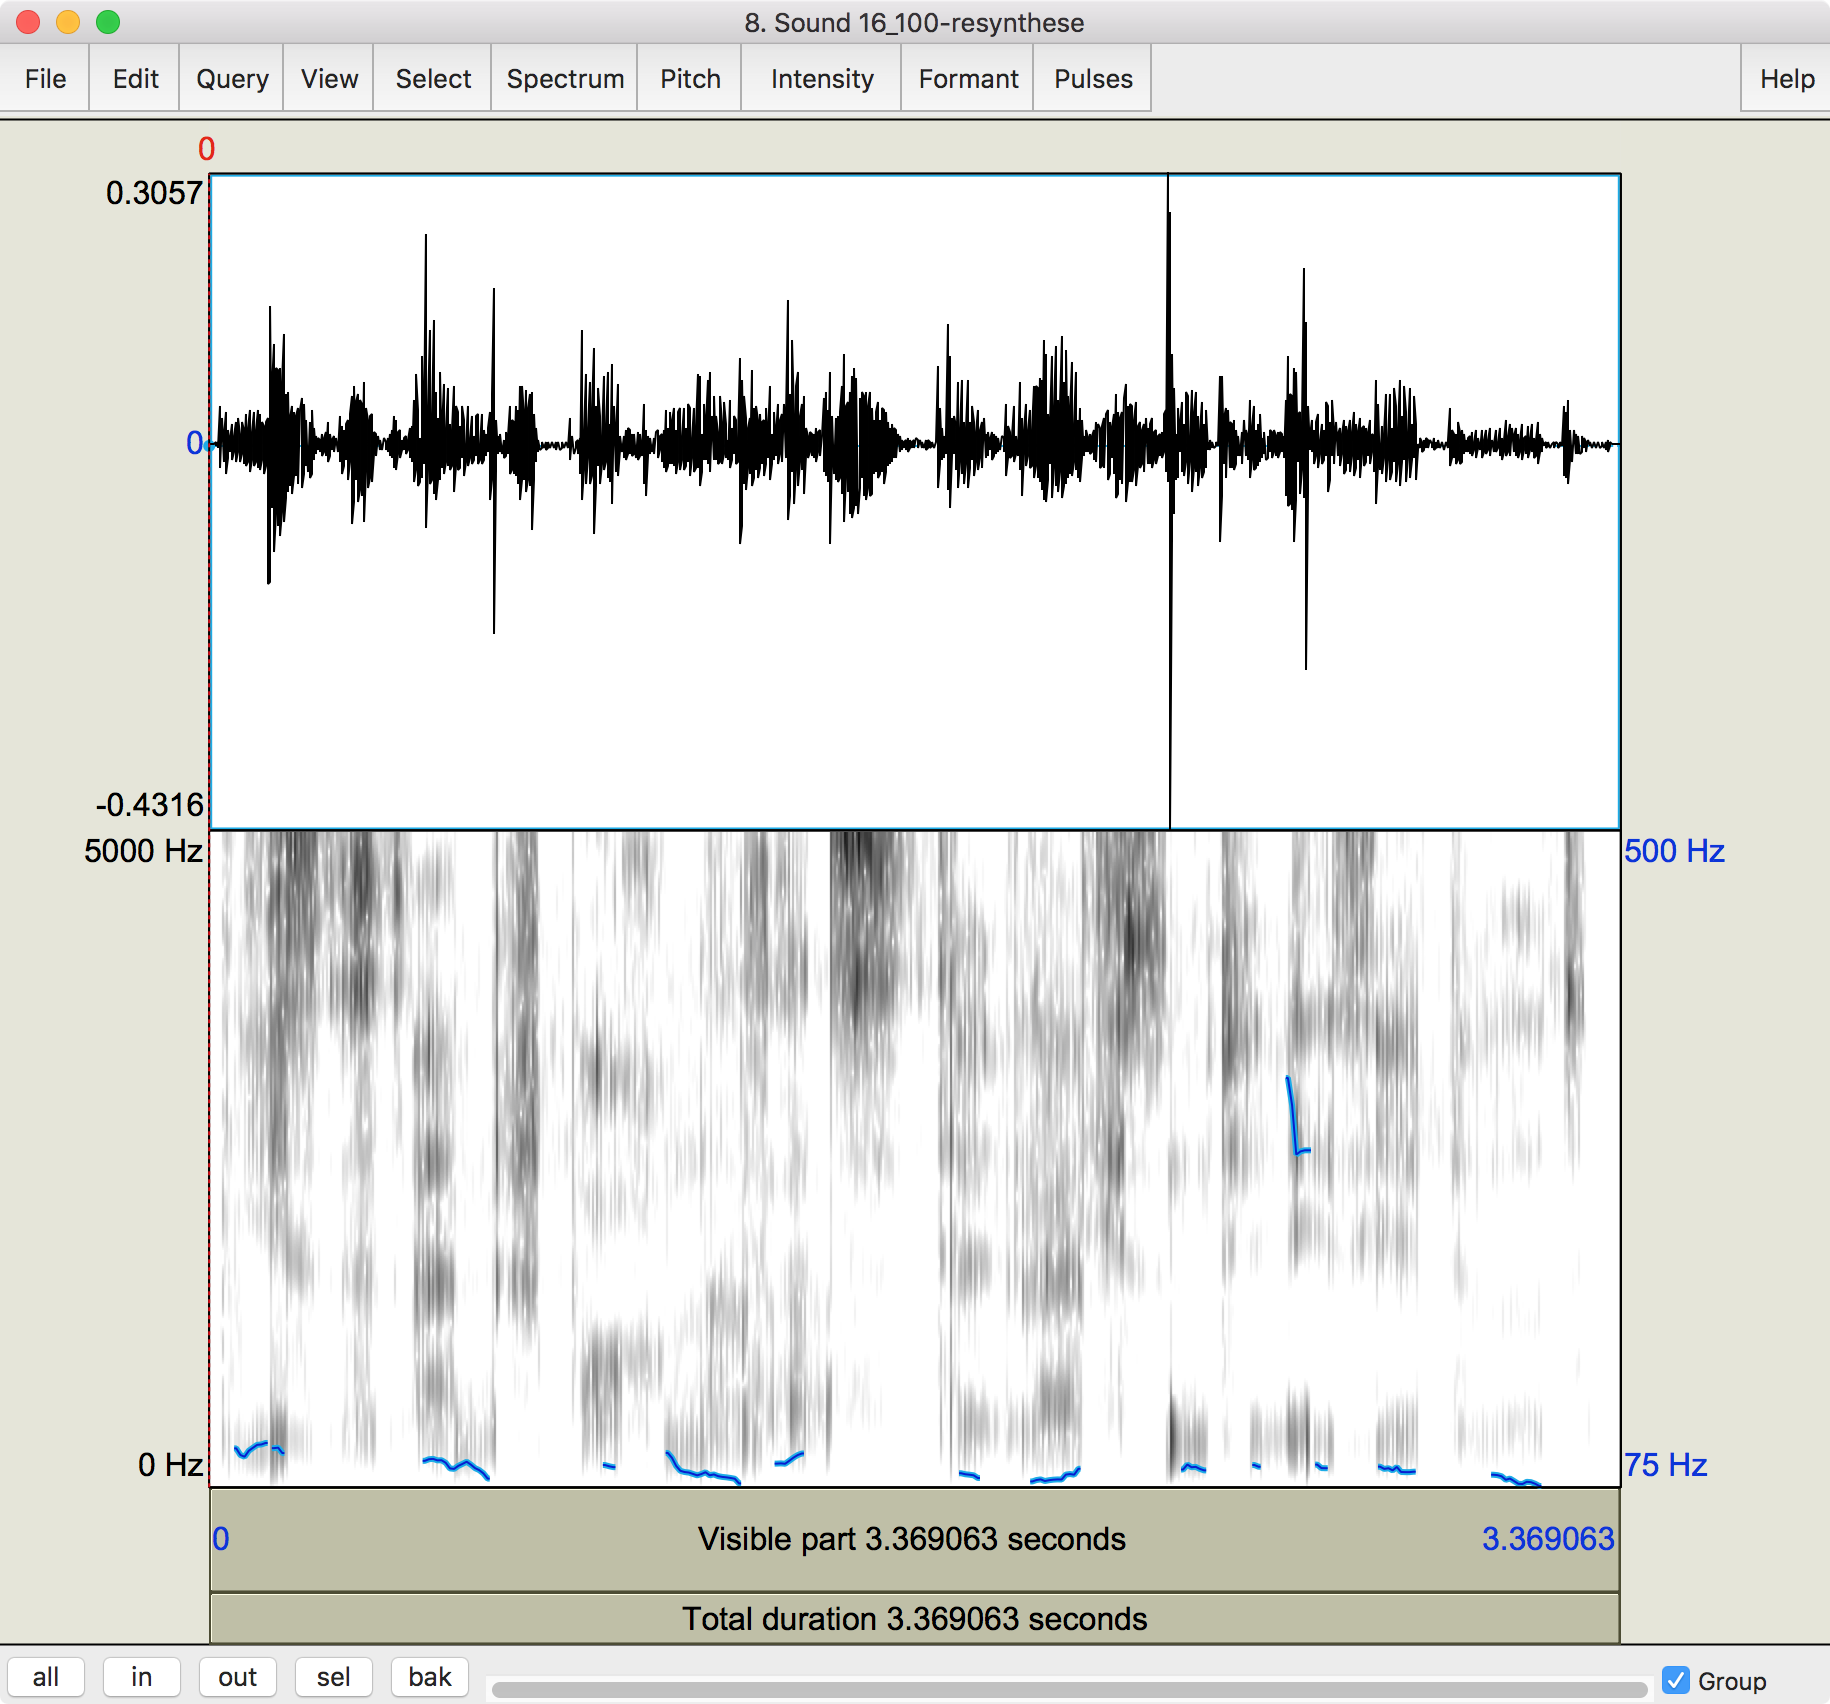 8. Sound 16_100-resynthese
File Edit Query View Select Spectrum Pitch Intensity Formant Pulses Help
0
0.3057
0
-0.4316
5000 Hz 500 Hz
0 Hz 75 Hz
0 Visible part 3.369063 seconds 3.369063
Total duration 3.369063 seconds
all in out sel bak Group